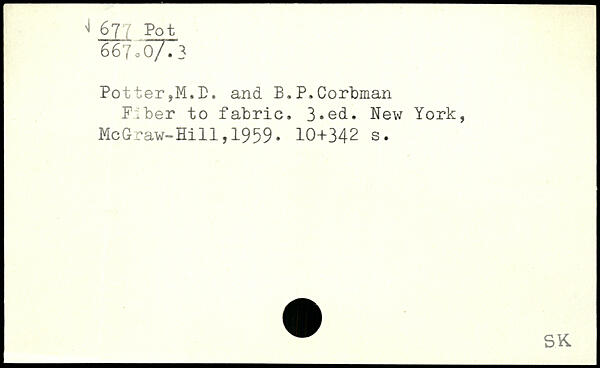 677 Pot
667.0/.3
Potter,M.D. and B.P.Corbman
Fiber to fabric. 3.ed. New York,
McGraw-Hill,1959. 10+342 s.
SK